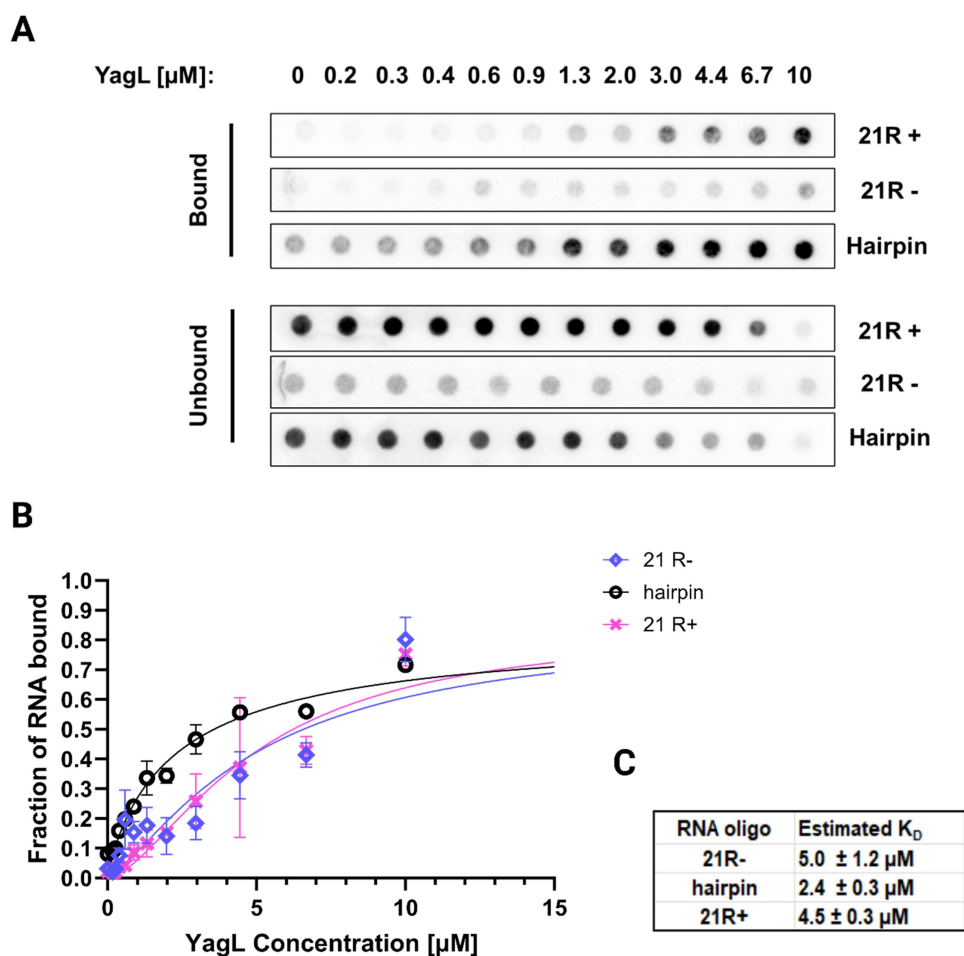 A
YagL [µM]: 0 0.2 0.3 0.4 0.6 0.9 1.3 2.0 3.0 4.4 6.7 10
Bound
21R +
21R -
Hairpin
Unbound
21R +
21R -
Hairpin
B
21 R-
hairpin
21 R+
Fraction of RNA bound
1.0
0.9
0.8
0.7
0.6
0.5
0.4
0.3
0.2
0.1
0.0
0 5 10 15
YagL Concentration [µM]
C
RNA oligo Estimated KD
21R- 5.0 ± 1.2 µM
hairpin 2.4 ± 0.3 µM
21R+ 4.5 ± 0.3 µM